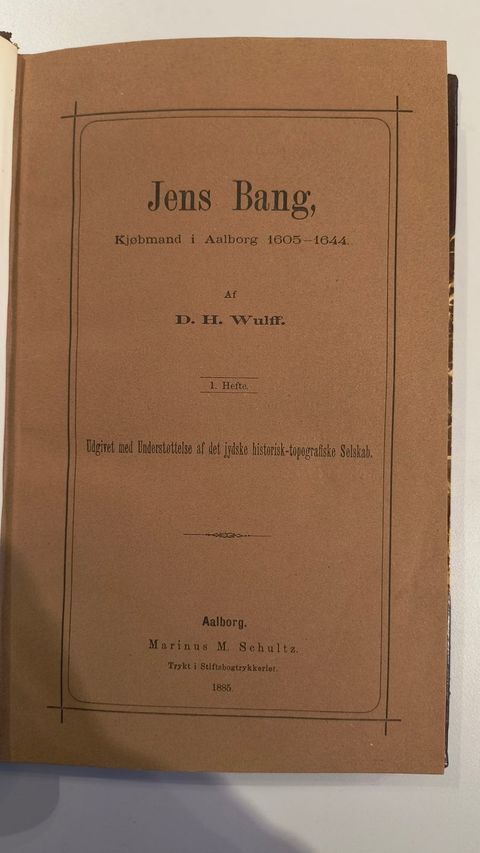 Jens Bang,
Kjøbmand i Aalborg 1605–1644.
Af
D. H. Wulff.
1. Hefte.
Udgivet med Understøttelse af det jydske historisk-topografiske Selskab.
Aalborg.
Marinus M. Schultz.
Trykt i Stiftsbogtrykkeriet.
1885.